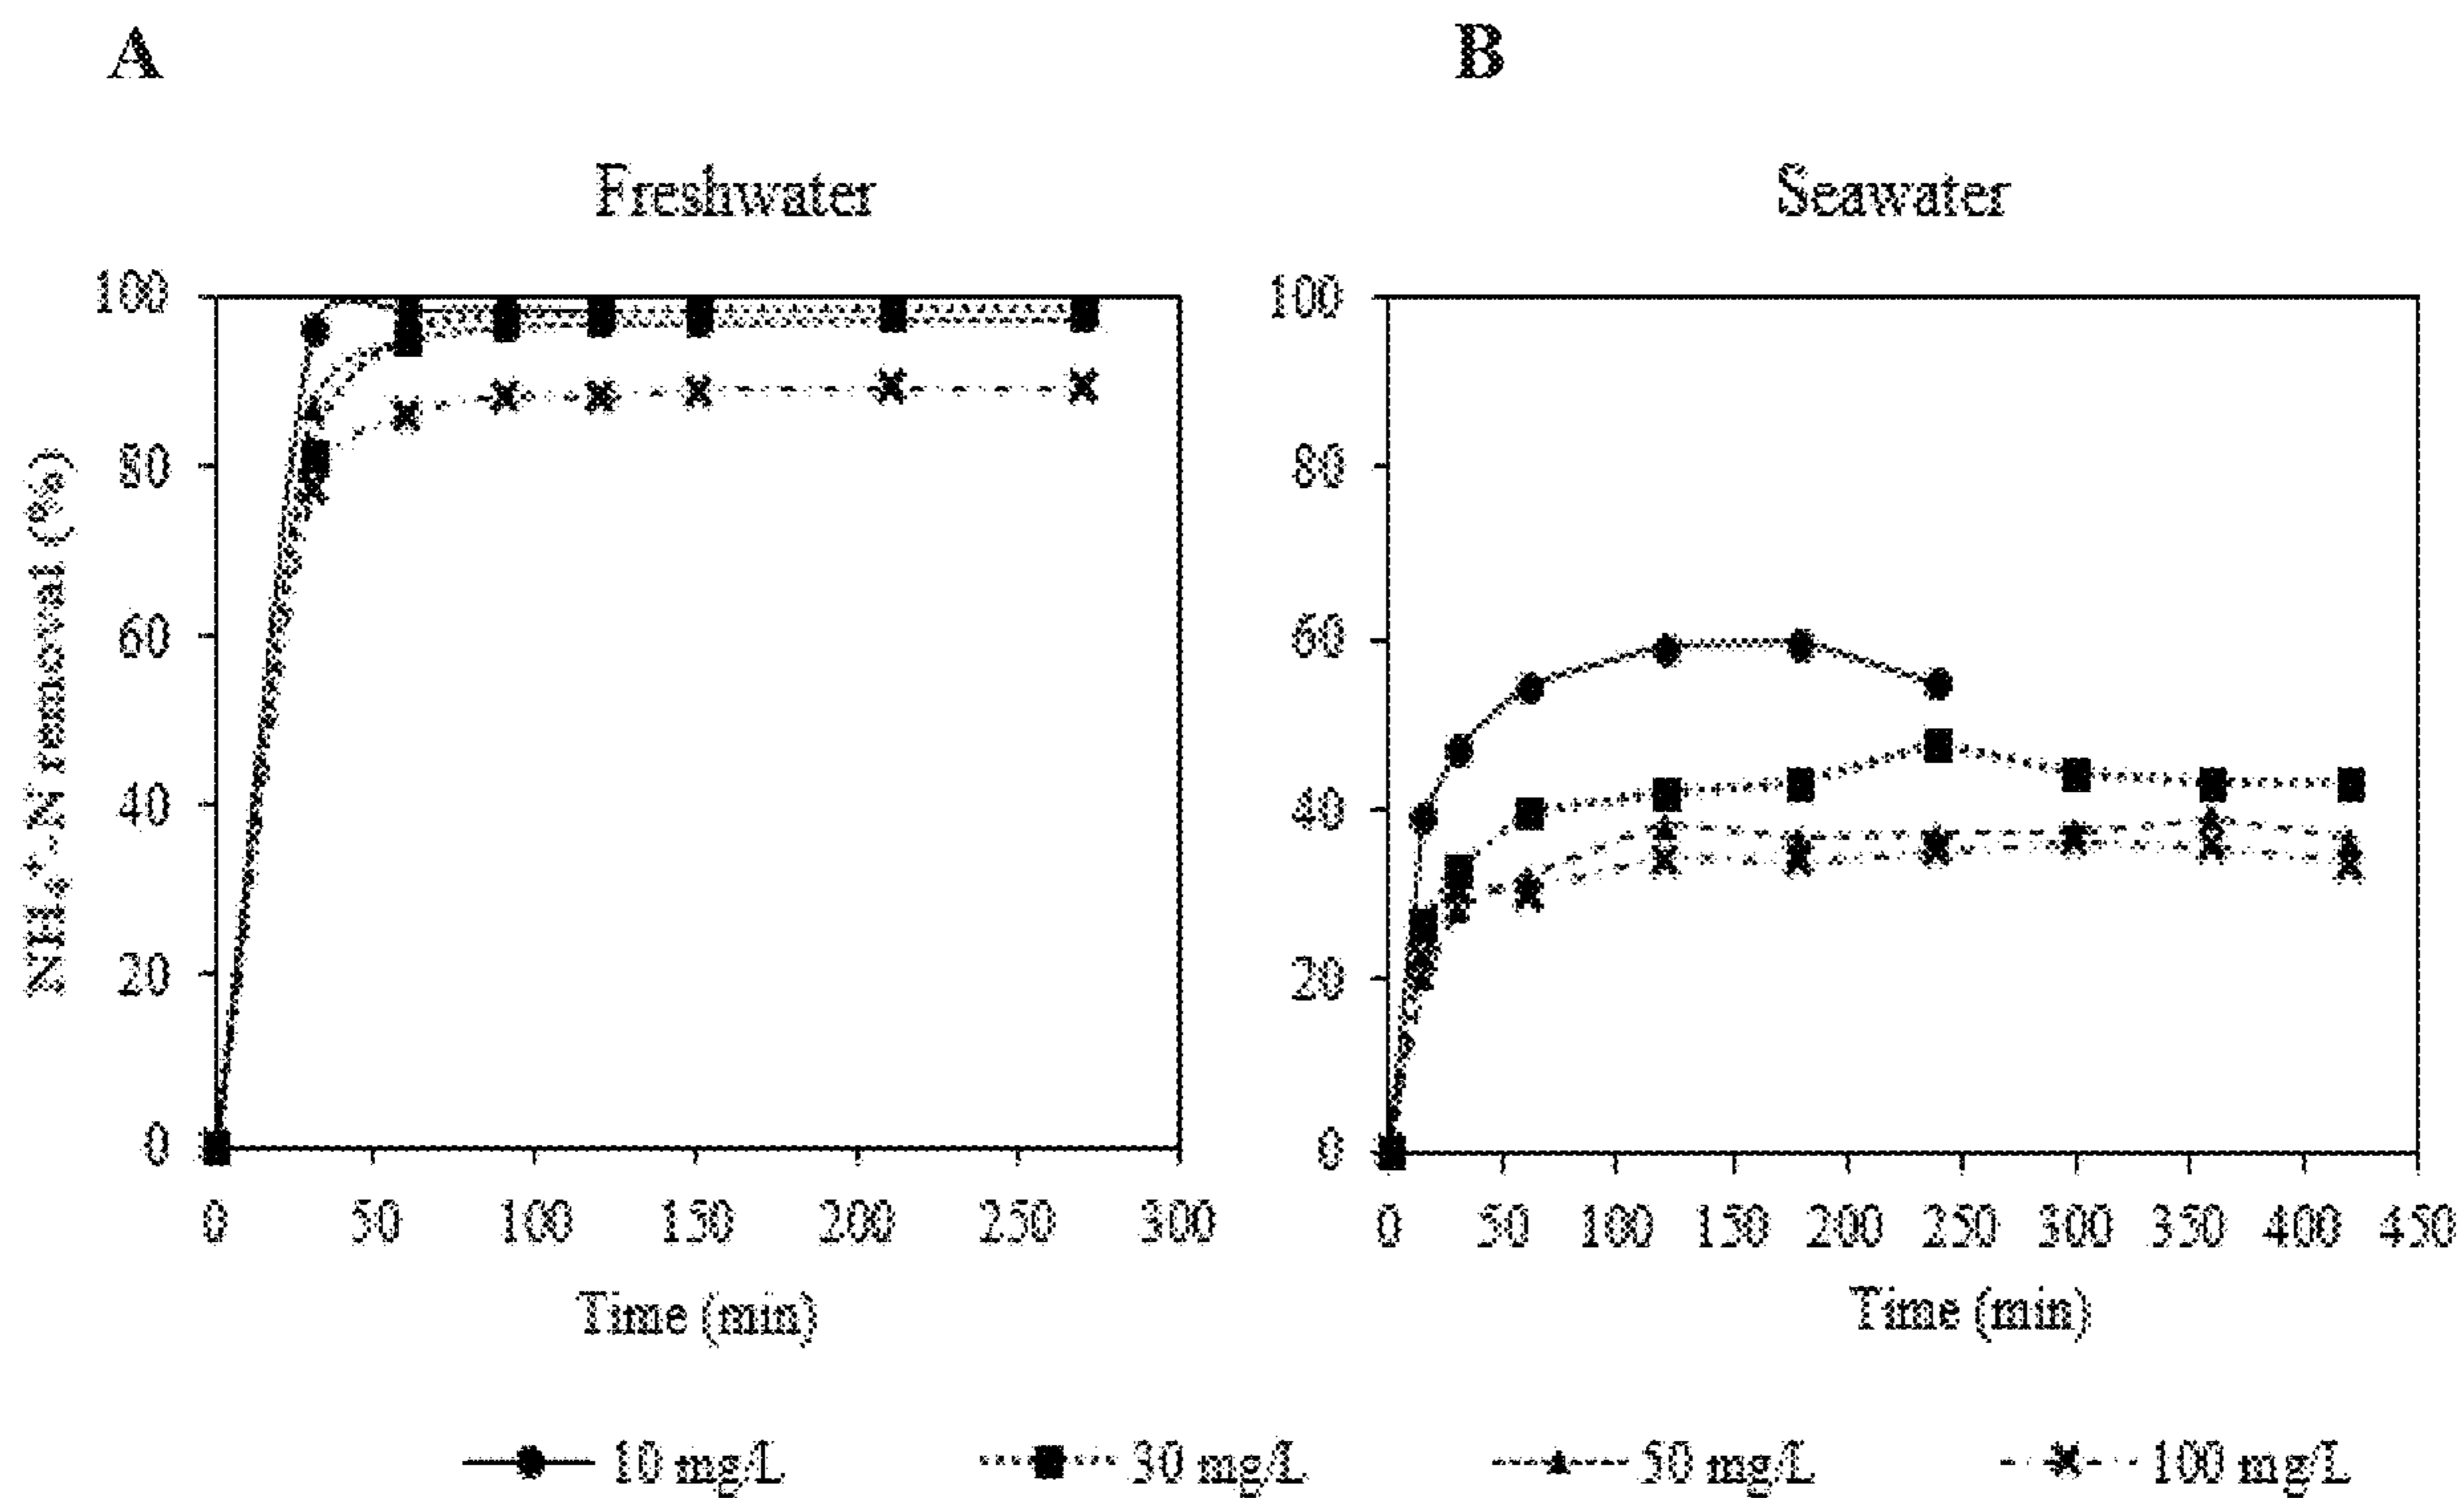 A
B
Freshwater
Seawater
NH₄⁺-N removal (%)
100
80
60
40
20
0
0 50 100 150 200 250 300
Time (min)
100
80
60
40
20
0
0 50 100 150 200 250 300 350 400 450
Time (min)
10 mg/L 30 mg/L 50 mg/L 100 mg/L